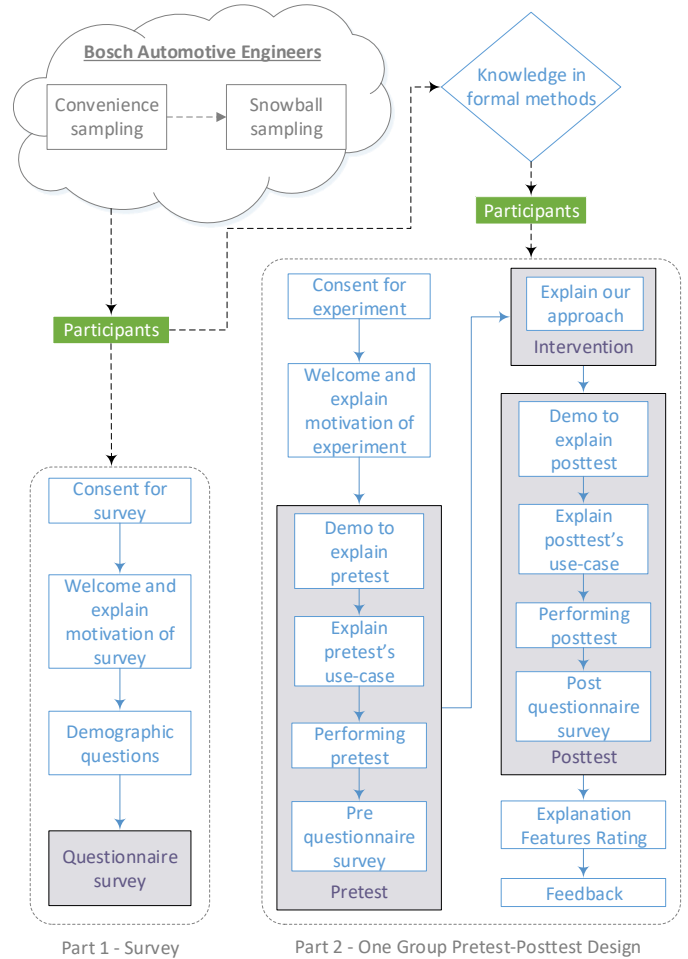 Bosch Automotive Engineers
Convenience
sampling
Snowball
sampling
Knowledge in
formal methods
Participants
Participants
Consent for
survey
Welcome and
explain
motivation of
survey
Demographic
questions
Questionnaire
survey
Part 1 - Survey
Consent for
experiment
Welcome and
explain
motivation of
experiment
Demo to
explain
pretest
Explain
pretest’s
use-case
Performing
pretest
Pre
questionnaire
survey
Pretest
Explain our
approach
Intervention
Demo to
explain
posttest
Explain
posttest’s
use-case
Performing
posttest
Post
questionnaire
survey
Posttest
Explanation
Features Rating
Feedback
Part 2 - One Group Pretest-Posttest Design